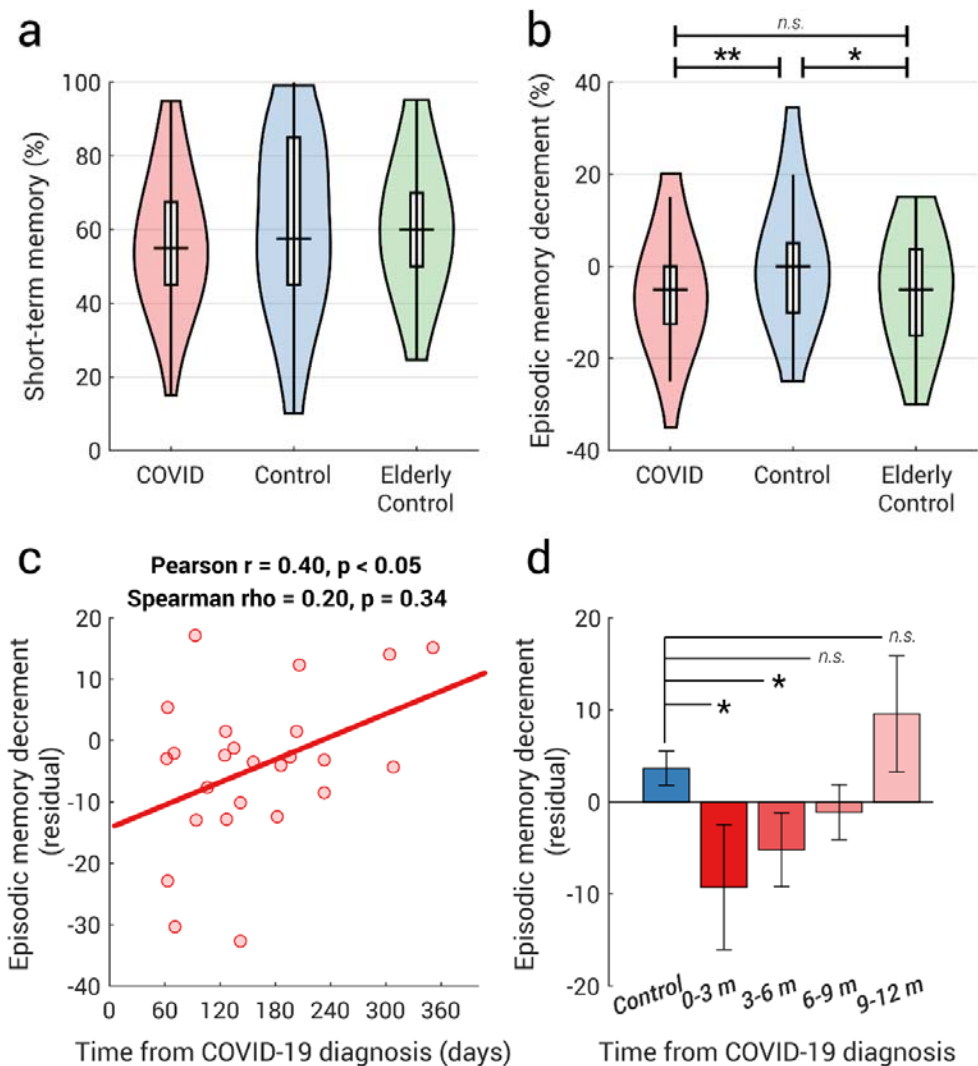 a
Short-term memory (%)
100
80
60
40
20
0
COVID
Control
Elderly
Control
b
Episodic memory decrement (%)
n.s.
**
*
40
20
0
-20
-40
COVID
Control
Elderly
Control
c
Pearson r = 0.40, p < 0.05
Spearman rho = 0.20, p = 0.34
Episodic memory decrement
(residual)
20
10
0
-10
-20
-30
-40
0 60 120 180 240 300 360
Time from COVID-19 diagnosis (days)
d
Episodic memory decrement
(residual)
20
10
0
-10
-20
n.s.
n.s.
*
*
Control 0-3 m 3-6 m 6-9 m 9-12 m
Time from COVID-19 diagnosis